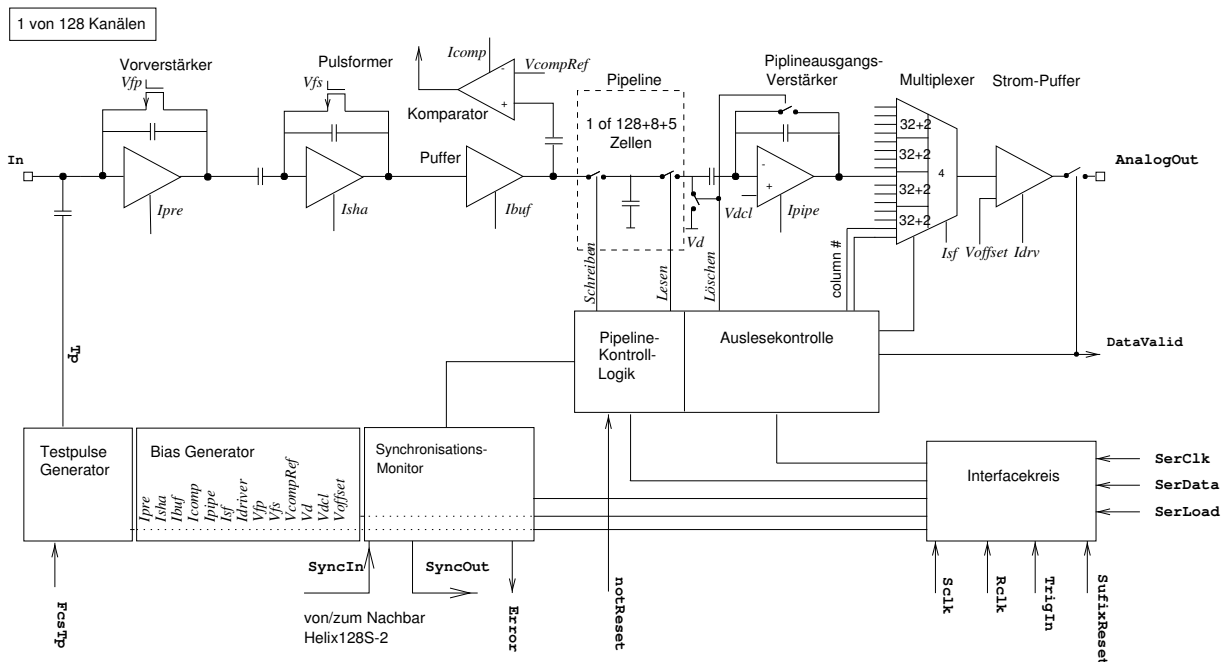 1 von 128 Kanälen
Vorverstärker
Vfp
Pulsformer
Vfs
Icomp
VcompRef
-
+
Komparator
Pipeline
1 of 128+8+5
Zellen
Piplineausgangs-
Verstärker
Multiplexer
Strom-Puffer
In
Ipre
Isha
Puffer
Ibuf
-
+
Vdcl
Ipipe
Vd
32+2
32+2
32+2
32+2
4
Isf
Voffset
Idrv
AnalogOut
Schreiben
Lesen
Löschen
column #
Tp
Pipeline-
Kontroll-
Logik
Auslesekontrolle
DataValid
Testpulse
Generator
Bias Generator
Ipre
Isha
Ibuf
Icomp
Ipipe
Isf
Idriver
Vfp
Vfs
VcompRef
Vd
Vdcl
Voffset
Synchronisations-
Monitor
Interfacekreis
SerClk
SerData
SerLoad
FcsTp
SyncIn
SyncOut
von/zum Nachbar
Helix128S-2
Error
notReset
Sclk
Rclk
TrigIn
SufixReset